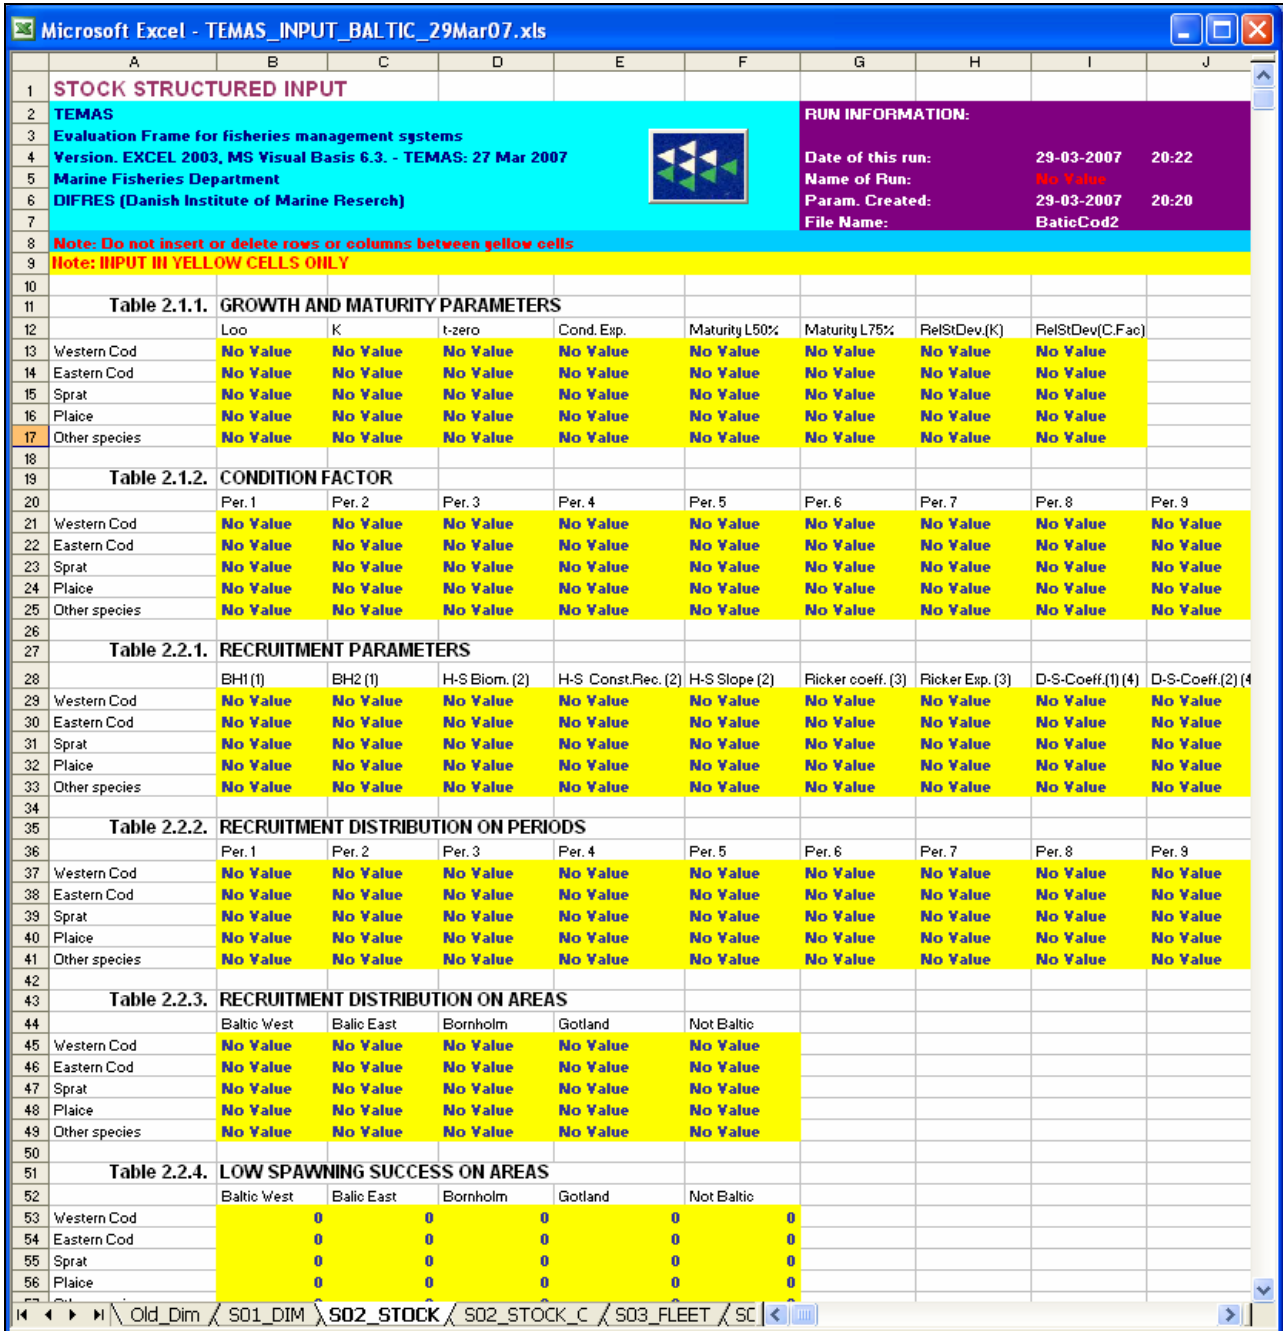 Microsoft Excel - TEMAS_INPUT_BALTIC_29Mar07.xls
A B C D E F G H I J
1 STOCK STRUCTURED INPUT
2 TEMAS RUN INFORMATION:
3 Evaluation Frame for fisheries management systems
4 Version. EXCEL 2003, MS Visual Basis 6.3. - TEMAS: 27 Mar 2007 Date of this run: 29-03-2007 20:22
5 Marine Fisheries Department Name of Run: No Value
6 DIFRES (Danish Institute of Marine Reserch) Param. Created: 29-03-2007 20:20
7 File Name: BaticCod2
8 Note: Do not insert or delete rows or columns between yellow cells
9 Note: INPUT IN YELLOW CELLS ONLY
10
11 Table 2.1.1. GROWTH AND MATURITY PARAMETERS
12 Loo K t-zero Cond. Exp. Maturity L50% Maturity L75% RelStDev.(K) RelStDev(C.Fac)
13 Western Cod No Value No Value No Value No Value No Value No Value No Value No Value
14 Eastern Cod No Value No Value No Value No Value No Value No Value No Value No Value
15 Sprat No Value No Value No Value No Value No Value No Value No Value No Value
16 Plaice No Value No Value No Value No Value No Value No Value No Value No Value
17 Other species No Value No Value No Value No Value No Value No Value No Value No Value
18
19 Table 2.1.2. CONDITION FACTOR
20 Per. 1 Per. 2 Per. 3 Per. 4 Per. 5 Per. 6 Per. 7 Per. 8 Per. 9
21 Western Cod No Value No Value No Value No Value No Value No Value No Value No Value No Value
22 Eastern Cod No Value No Value No Value No Value No Value No Value No Value No Value No Value
23 Sprat No Value No Value No Value No Value No Value No Value No Value No Value No Value
24 Plaice No Value No Value No Value No Value No Value No Value No Value No Value No Value
25 Other species No Value No Value No Value No Value No Value No Value No Value No Value No Value
26
27 Table 2.2.1. RECRUITMENT PARAMETERS
28 BH1 (1) BH2 (1) H-S Biom. (2) H-S Const.Rec. (2) H-S Slope (2) Ricker coeff. (3) Ricker Exp. (3) D-S-Coeff.(1) (4) D-S-Coeff.(2) (4
29 Western Cod No Value No Value No Value No Value No Value No Value No Value No Value No Value
30 Eastern Cod No Value No Value No Value No Value No Value No Value No Value No Value No Value
31 Sprat No Value No Value No Value No Value No Value No Value No Value No Value No Value
32 Plaice No Value No Value No Value No Value No Value No Value No Value No Value No Value
33 Other species No Value No Value No Value No Value No Value No Value No Value No Value No Value
34
35 Table 2.2.2. RECRUITMENT DISTRIBUTION ON PERIODS
36 Per. 1 Per. 2 Per. 3 Per. 4 Per. 5 Per. 6 Per. 7 Per. 8 Per. 9
37 Western Cod No Value No Value No Value No Value No Value No Value No Value No Value No Value
38 Eastern Cod No Value No Value No Value No Value No Value No Value No Value No Value No Value
39 Sprat No Value No Value No Value No Value No Value No Value No Value No Value No Value
40 Plaice No Value No Value No Value No Value No Value No Value No Value No Value No Value
41 Other species No Value No Value No Value No Value No Value No Value No Value No Value No Value
42
43 Table 2.2.3. RECRUITMENT DISTRIBUTION ON AREAS
44 Baltic West Balic East Bornholm Gotland Not Baltic
45 Western Cod No Value No Value No Value No Value No Value
46 Eastern Cod No Value No Value No Value No Value No Value
47 Sprat No Value No Value No Value No Value No Value
48 Plaice No Value No Value No Value No Value No Value
49 Other species No Value No Value No Value No Value No Value
50
51 Table 2.2.4. LOW SPAWNING SUCCESS ON AREAS
52 Baltic West Balic East Bornholm Gotland Not Baltic
53 Western Cod 0 0 0 0 0
54 Eastern Cod 0 0 0 0 0
55 Sprat 0 0 0 0 0
56 Plaice 0 0 0 0 0
Old_Dim S01_DIM S02_STOCK S02_STOCK_C S03_FLEET